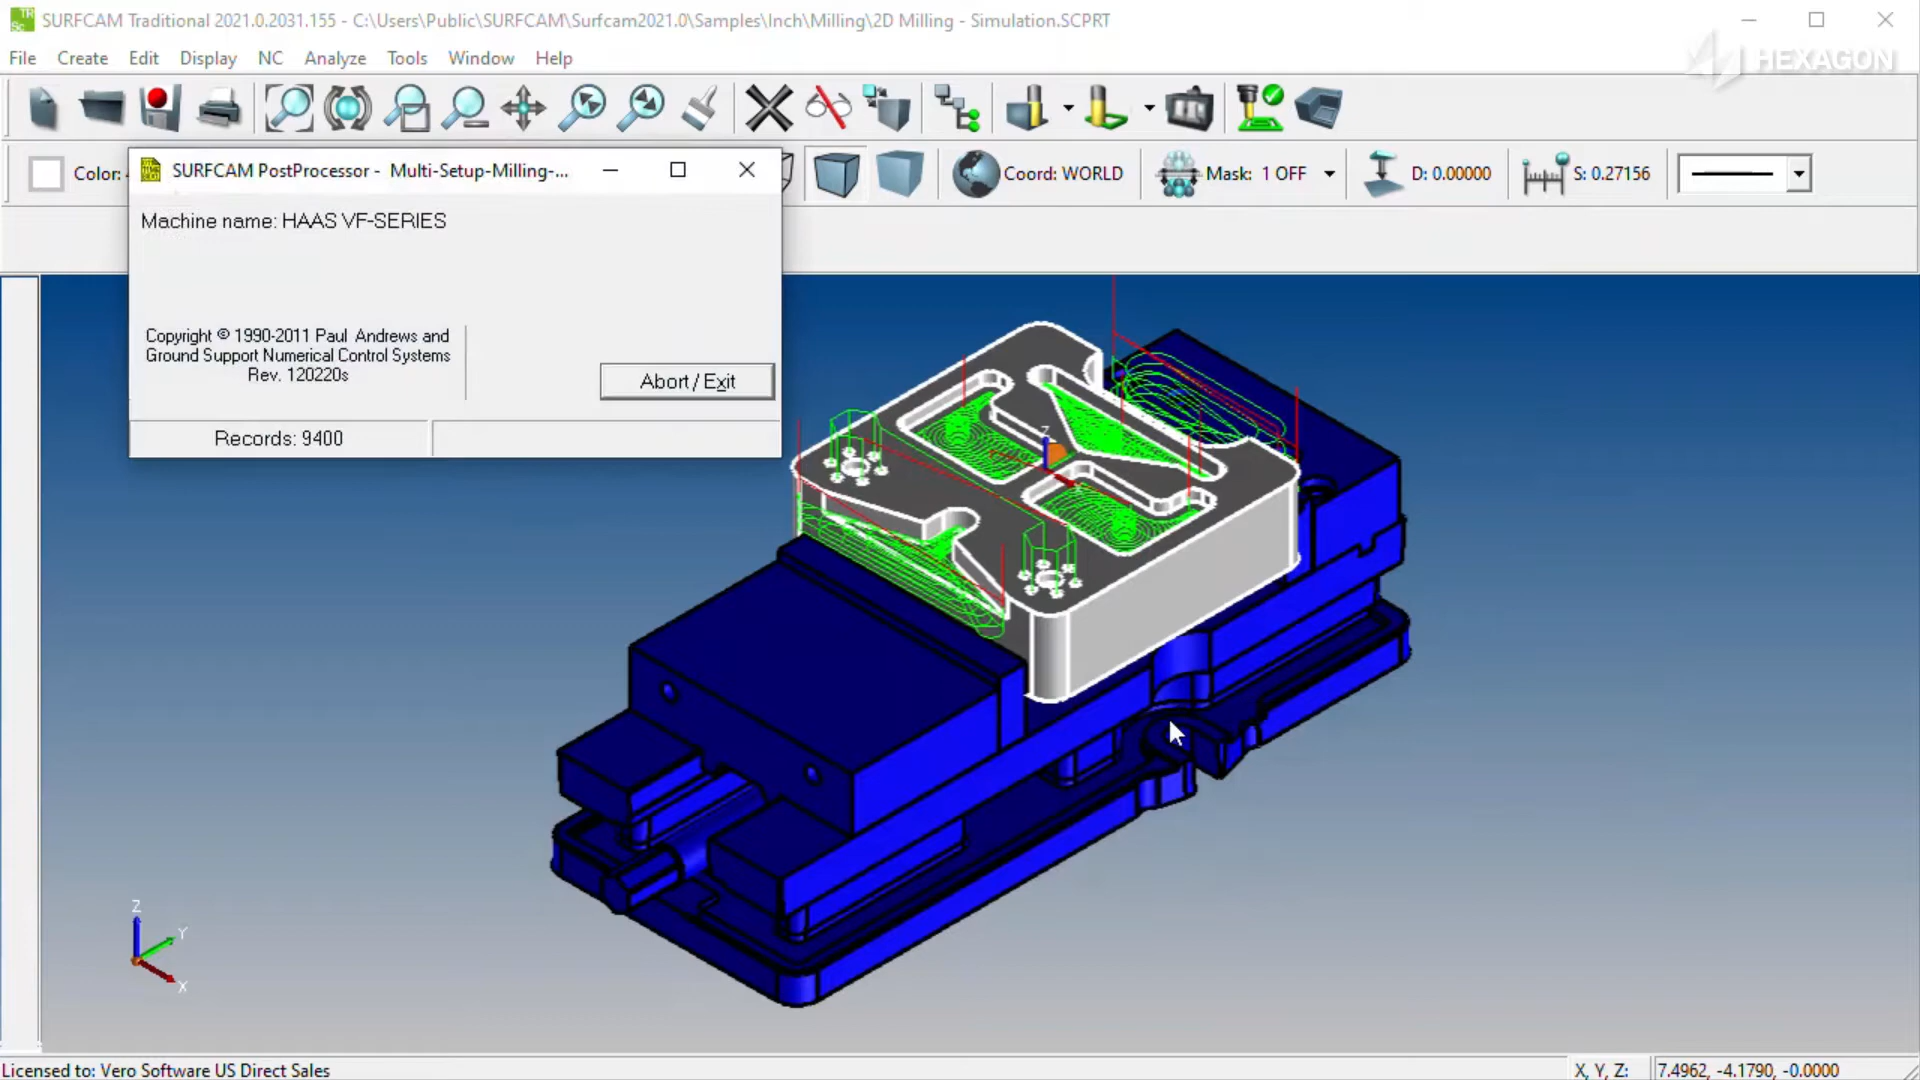 SURFCAM Traditional 2021.0.2031.155 - C:\Users\Public\SURFCAM\Surfcam2021.0\Samples\Inch\Milling\2D Milling - Simulation.SCPRT
HEXAGON
File Create Edit Display NC Analyze Tools Window Help
Color:
Coord: WORLD
Mask: 1 OFF
D: 0.00000
S: 0.27156
SURFCAM PostProcessor - Multi-Setup-Milling-...
Machine name: HAAS VF-SERIES
Copyright © 1990-2011 Paul Andrews and
Ground Support Numerical Control Systems
Rev. 120220s
Abort / Exit
Records: 9400
Z
Z
Y
X
Licensed to: Vero Software US Direct Sales
X, Y, Z: 7.4962, -4.1790, -0.0000